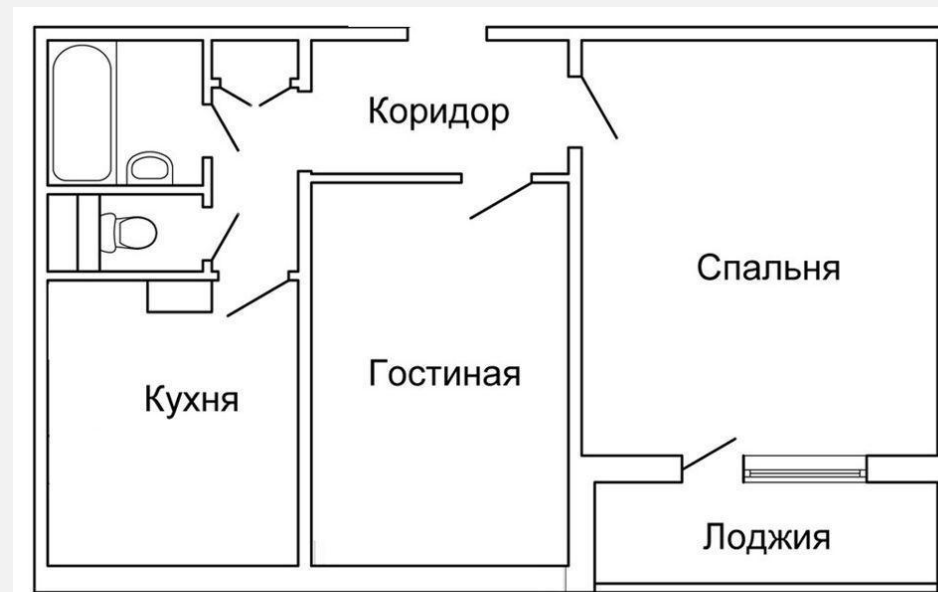 Коридор
Спальня
Гостиная
Кухня
Лоджия